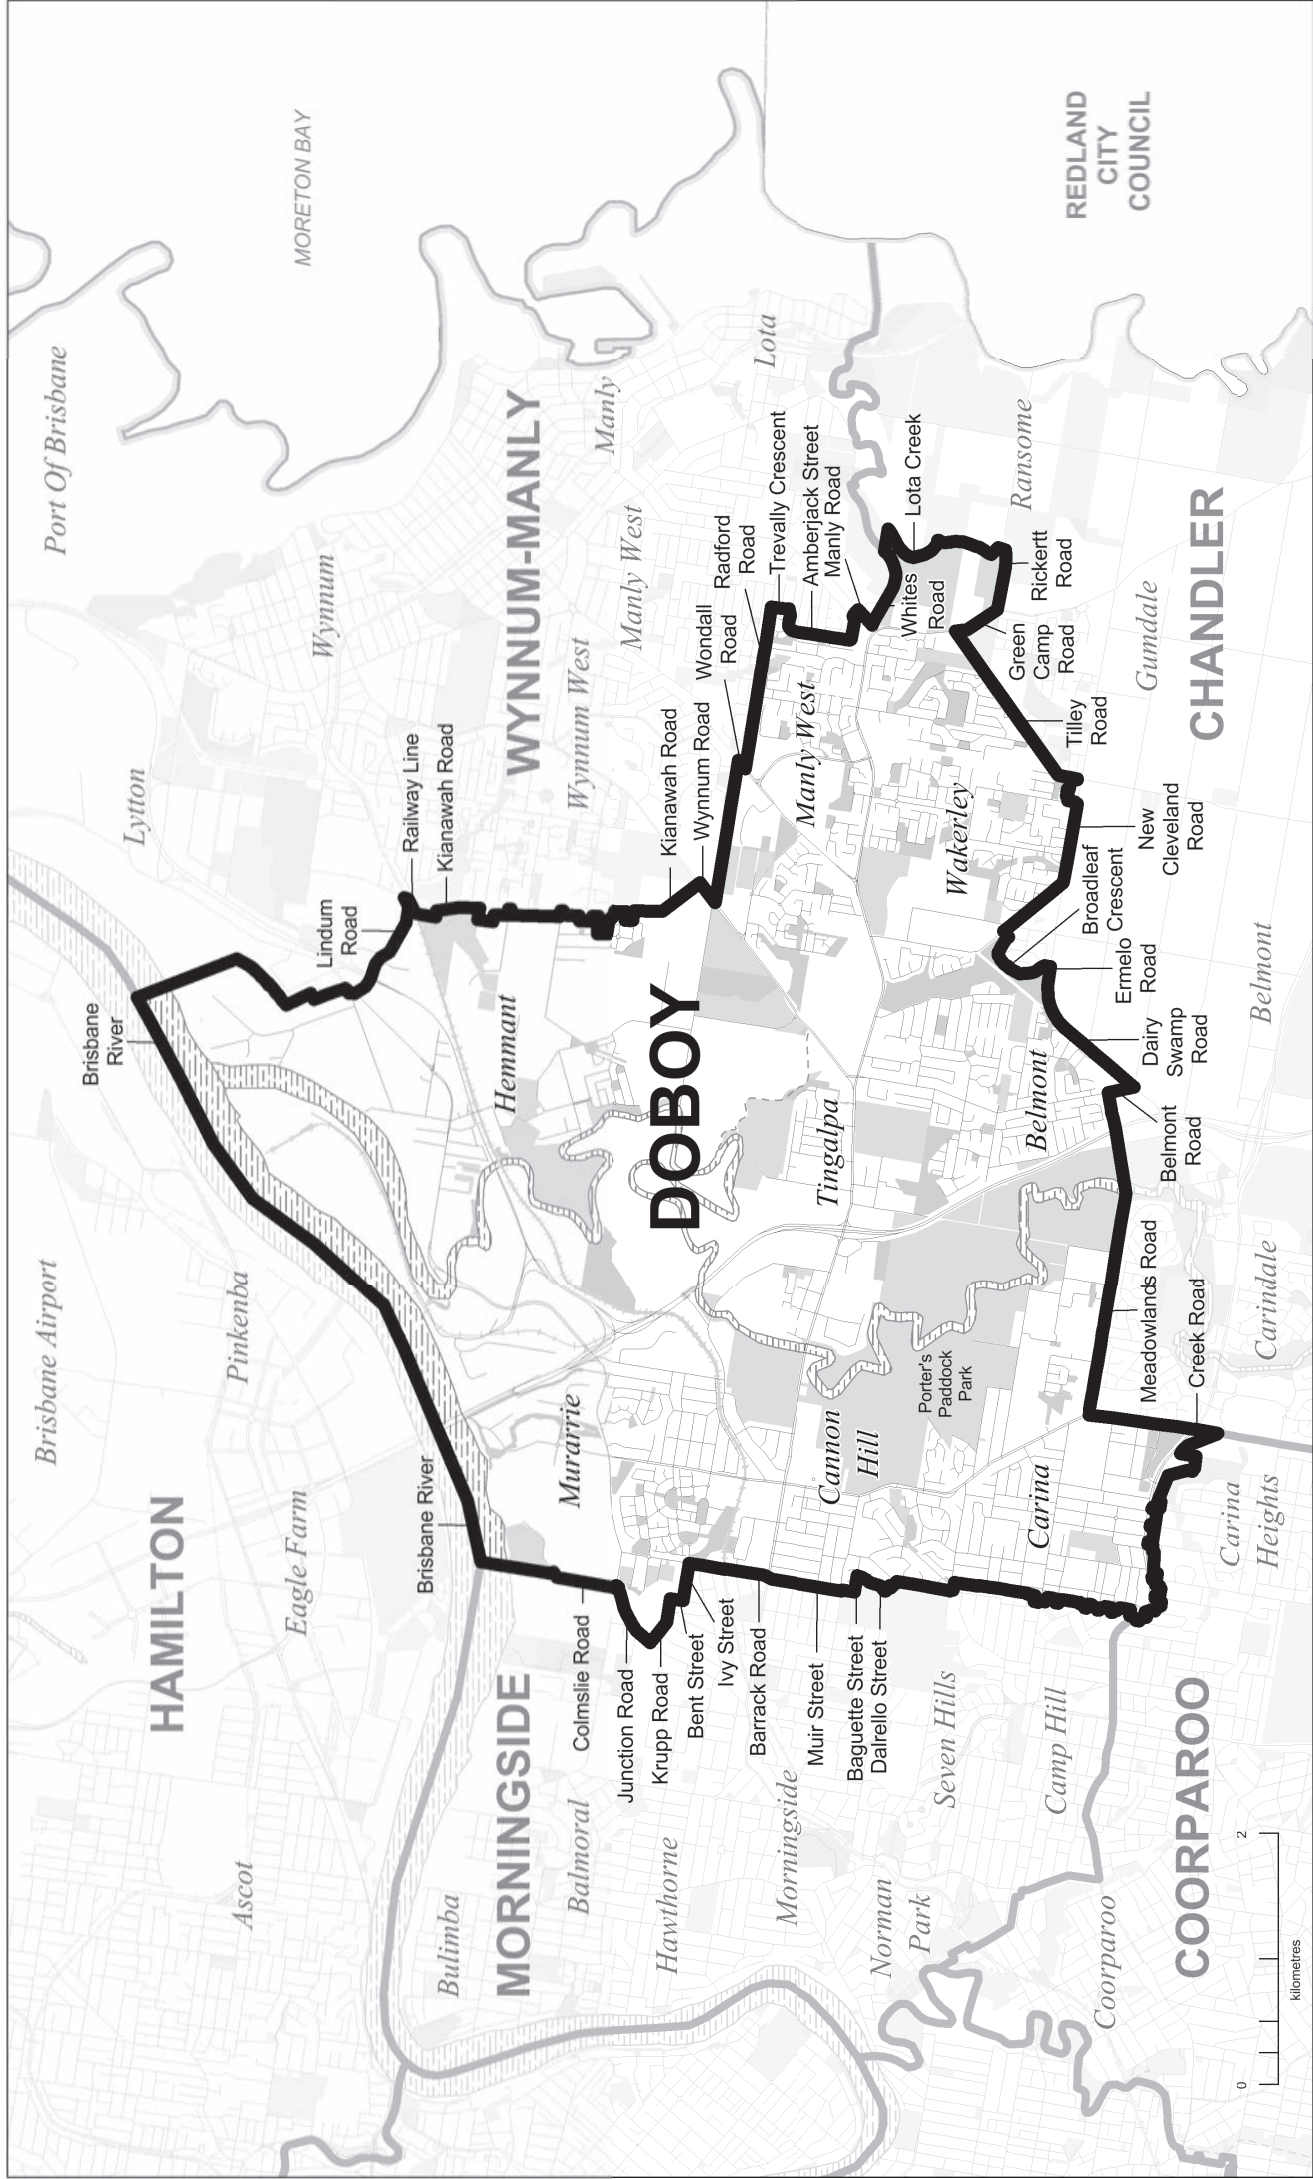 Port Of Brisbane
MORETON BAY
REDLAND
CITY
COUNCIL
Brisbane Airport
Lytton
Wynnum
WYNNUM-MANLY
Manly
Lota
Manly West
Wynnum West
Ransome
Lota Creek
Trevally Crescent
Amberjack Street
Manly Road
Radford
Road
Wondall
Road
Whites
Road
Rickertt
Road
Green
Camp
Road
Gumdale
CHANDLER
Tilley
Road
Kianawah Road
Wynnum Road
Railway Line
Kianawah Road
Lindum
Road
Brisbane
River
Manly West
Wakerley
New
Cleveland
Road
Broadleaf
Crescent
Ermelo
Road
Dairy
Swamp
Road
Belmont
Belmont
Road
Hemmant
DOBOY
Tingalpa
Belmont
Pinkenba
Meadowlands Road
Creek Road
Carindale
Porter's
Paddock
Park
Murarrie
Cannon
Hill
Carina
Carina
Heights
HAMILTON
Eagle Farm
Brisbane River
MORNINGSIDE
Colmslie Road
Junction Road
Krupp Road
Bent Street
Ivy Street
Barrack Road
Muir Street
Baguette Street
Dalrello Street
Seven Hills
Camp Hill
COORPAROO
Ascot
Bulimba
Balmoral
Hawthorne
Morningside
Norman
Park
Coorparoo
0
2
kilometres